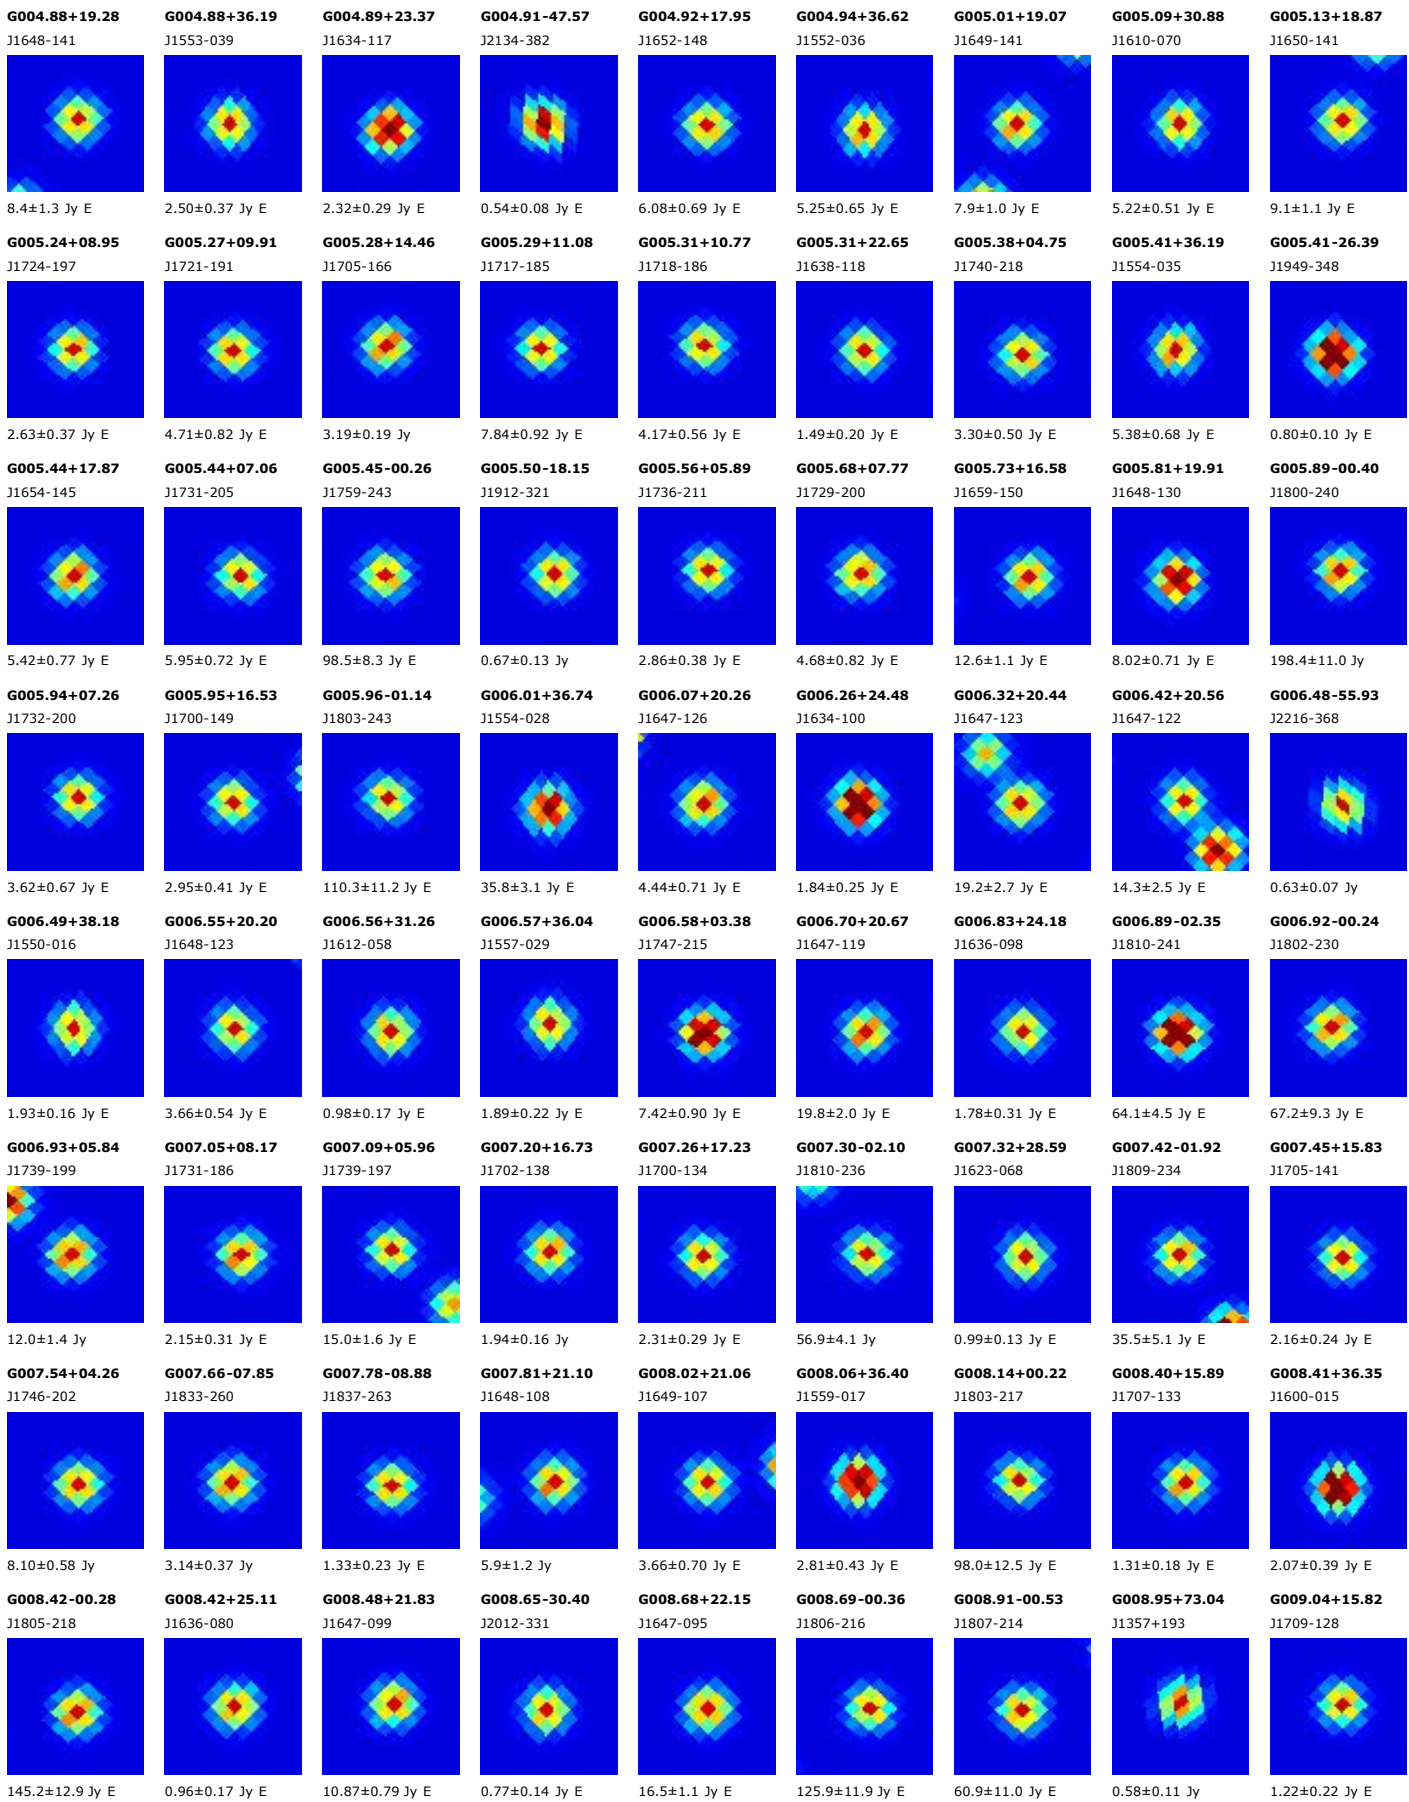 G004.88+19.28 G004.88+36.19 G004.89+23.37 G004.91-47.57 G004.92+17.95 G004.94+36.62 G005.01+19.07 G005.09+30.88 G005.13+18.87
J1648-141 J1553-039 J1634-117 J2134-382 J1652-148 J1552-036 J1649-141 J1610-070 J1650-141
8.4±1.3 Jy E 2.50±0.37 Jy E 2.32±0.29 Jy E 0.54±0.08 Jy E 6.08±0.69 Jy E 5.25±0.65 Jy E 7.9±1.0 Jy E 5.22±0.51 Jy E 9.1±1.1 Jy E
G005.24+08.95 G005.27+09.91 G005.28+14.46 G005.29+11.08 G005.31+10.77 G005.31+22.65 G005.38+04.75 G005.41+36.19 G005.41-26.39
J1724-197 J1721-191 J1705-166 J1717-185 J1718-186 J1638-118 J1740-218 J1554-035 J1949-348
2.63±0.37 Jy E 4.71±0.82 Jy E 3.19±0.19 Jy 7.84±0.92 Jy E 4.17±0.56 Jy E 1.49±0.20 Jy E 3.30±0.50 Jy E 5.38±0.68 Jy E 0.80±0.10 Jy E
G005.44+17.87 G005.44+07.06 G005.45-00.26 G005.50-18.15 G005.56+05.89 G005.68+07.77 G005.73+16.58 G005.81+19.91 G005.89-00.40
J1654-145 J1731-205 J1759-243 J1912-321 J1736-211 J1729-200 J1659-150 J1648-130 J1800-240
5.42±0.77 Jy E 5.95±0.72 Jy E 98.5±8.3 Jy E 0.67±0.13 Jy 2.86±0.38 Jy E 4.68±0.82 Jy E 12.6±1.1 Jy E 8.02±0.71 Jy E 198.4±11.0 Jy
G005.94+07.26 G005.95+16.53 G005.96-01.14 G006.01+36.74 G006.07+20.26 G006.26+24.48 G006.32+20.44 G006.42+20.56 G006.48-55.93
J1732-200 J1700-149 J1803-243 J1554-028 J1647-126 J1634-100 J1647-123 J1647-122 J2216-368
3.62±0.67 Jy E 2.95±0.41 Jy E 110.3±11.2 Jy E 35.8±3.1 Jy E 4.44±0.71 Jy E 1.84±0.25 Jy E 19.2±2.7 Jy E 14.3±2.5 Jy E 0.63±0.07 Jy
G006.49+38.18 G006.55+20.20 G006.56+31.26 G006.57+36.04 G006.58+03.38 G006.70+20.67 G006.83+24.18 G006.89-02.35 G006.92-00.24
J1550-016 J1648-123 J1612-058 J1557-029 J1747-215 J1647-119 J1636-098 J1810-241 J1802-230
1.93±0.16 Jy E 3.66±0.54 Jy E 0.98±0.17 Jy E 1.89±0.22 Jy E 7.42±0.90 Jy E 19.8±2.0 Jy E 1.78±0.31 Jy E 64.1±4.5 Jy E 67.2±9.3 Jy E
G006.93+05.84 G007.05+08.17 G007.09+05.96 G007.20+16.73 G007.26+17.23 G007.30-02.10 G007.32+28.59 G007.42-01.92 G007.45+15.83
J1739-199 J1731-186 J1739-197 J1702-138 J1700-134 J1810-236 J1623-068 J1809-234 J1705-141
12.0±1.4 Jy 2.15±0.31 Jy E 15.0±1.6 Jy E 1.94±0.16 Jy 2.31±0.29 Jy E 56.9±4.1 Jy 0.99±0.13 Jy E 35.5±5.1 Jy E 2.16±0.24 Jy E
G007.54+04.26 G007.66-07.85 G007.78-08.88 G007.81+21.10 G008.02+21.06 G008.06+36.40 G008.14+00.22 G008.40+15.89 G008.41+36.35
J1746-202 J1833-260 J1837-263 J1648-108 J1649-107 J1559-017 J1803-217 J1707-133 J1600-015
8.10±0.58 Jy 3.14±0.37 Jy 1.33±0.23 Jy E 5.9±1.2 Jy 3.66±0.70 Jy E 2.81±0.43 Jy E 98.0±12.5 Jy E 1.31±0.18 Jy E 2.07±0.39 Jy E
G008.42-00.28 G008.42+25.11 G008.48+21.83 G008.65-30.40 G008.68+22.15 G008.69-00.36 G008.91-00.53 G008.95+73.04 G009.04+15.82
J1805-218 J1636-080 J1647-099 J2012-331 J1647-095 J1806-216 J1807-214 J1357+193 J1709-128
145.2±12.9 Jy E 0.96±0.17 Jy E 10.87±0.79 Jy E 0.77±0.14 Jy E 16.5±1.1 Jy E 125.9±11.9 Jy E 60.9±11.0 Jy E 0.58±0.11 Jy 1.22±0.22 Jy E